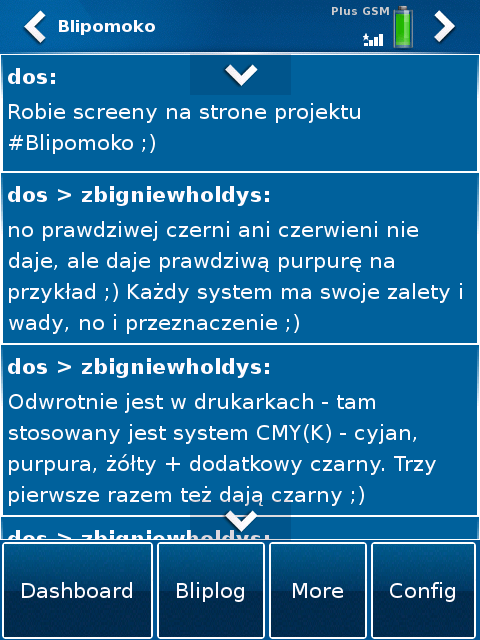 Plus GSM
Blipomoko
dos:
Robie screeny na strone projektu
#Blipomoko ;)
dos > zbigniewholdys:
no prawdziwej czerni ani czerwieni nie
daje, ale daje prawdziwą purpurę na
przykład ;) Każdy system ma swoje zalety i
wady, no i przeznaczenie ;)
dos > zbigniewholdys:
Odwrotnie jest w drukarkach - tam
stosowany jest system CMY(K) - cyjan,
purpura, żółty + dodatkowy czarny. Trzy
pierwsze razem też dają czarny ;)
dos > zbigniewholdys:
Dashboard Bliplog More Config